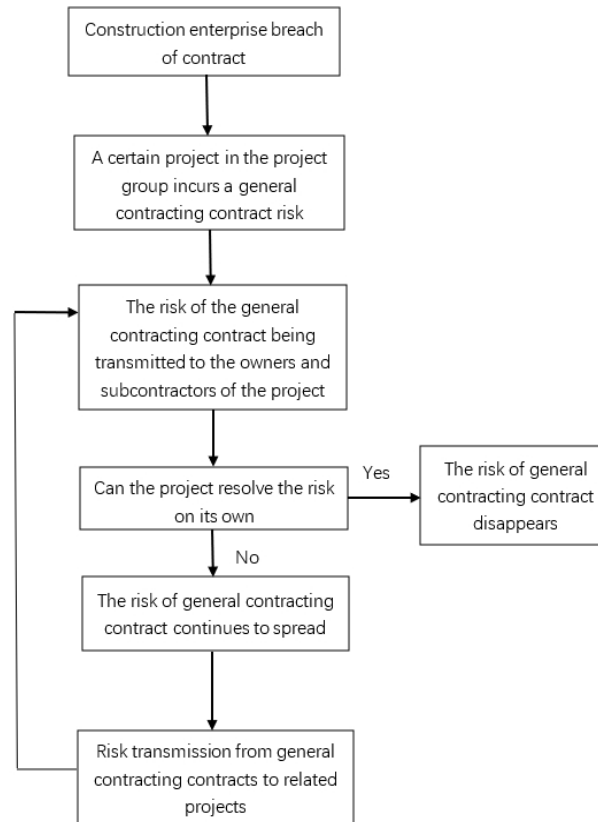 Construction enterprise breach
of contract
A certain project in the project
group incurs a general
contracting contract risk
The risk of the general
contracting contract being
transmitted to the owners and
subcontractors of the project
Can the project resolve the risk
on its own
Yes
The risk of general
contracting contract
disappears
No
The risk of general contracting
contract continues to spread
Risk transmission from general
contracting contracts to related
projects